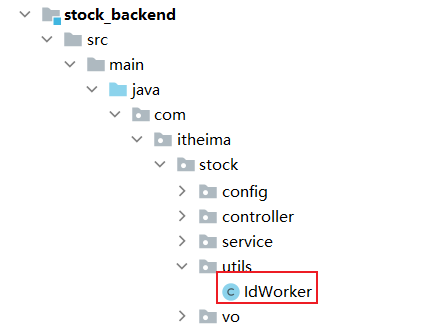 stock_backend
src
main
java
com
itheima
stock
config
controller
service
utils
C IdWorker
vo